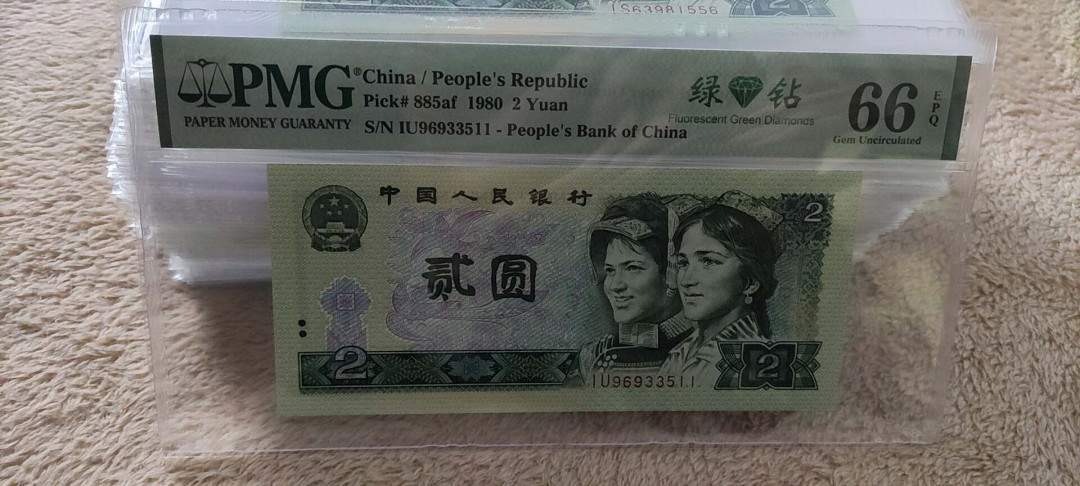 IS63981556
2
PMG®
PAPER MONEY GUARANTY
China / People's Republic
Pick# 885af 1980 2 Yuan
S/N IU96933511 - People's Bank of China
绿 钻
Fluorescent Green Diamonds
66
EPQ
Gem Uncirculated
中国人民银行
2
贰圆
2
2
IU96933511